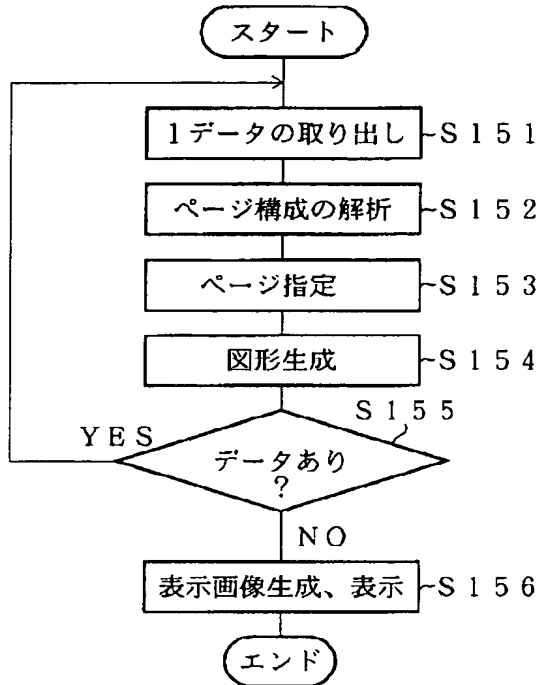 スタート
1データの取り出し S151
ページ構成の解析 S152
ページ指定 S153
図形生成 S154
S155
YES
データあり
?
NO
表示画像生成、表示 S156
エンド